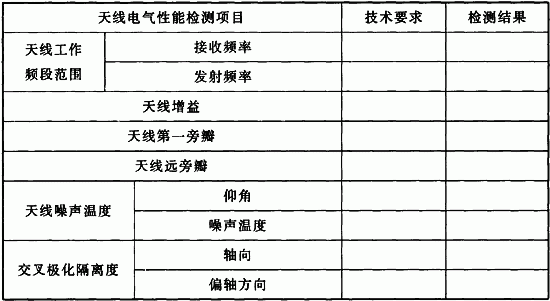 天线电气性能检测项目 技术要求 检测结果
天线工作
频段范围
接收频率
发射频率
天线增益
天线第一旁瓣
天线远旁瓣
天线噪声温度
仰角
噪声温度
交叉极化隔离度
轴向
偏轴方向